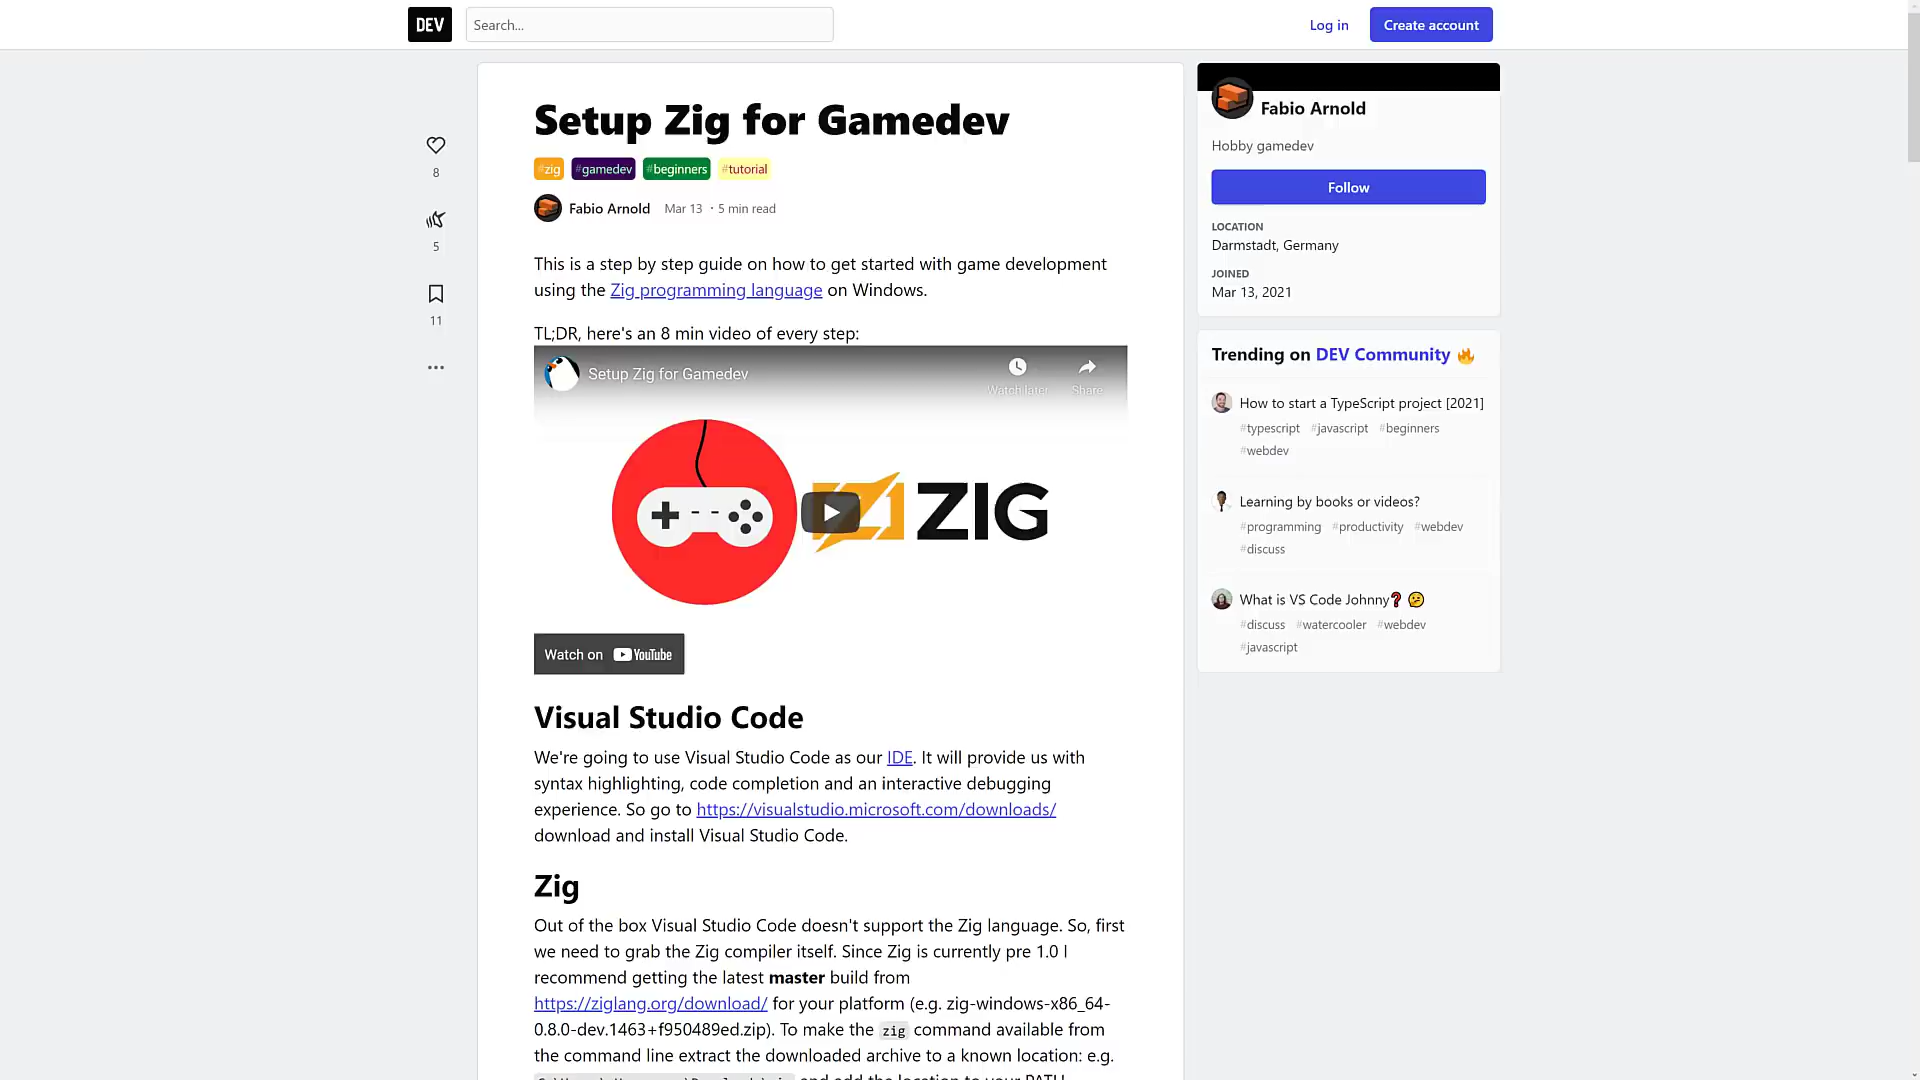 DEV
Search...
Log in
Create account
Setup Zig for Gamedev
#zig #gamedev #beginners #tutorial
Fabio Arnold Mar 13 ・5 min read
8
5
11
This is a step by step guide on how to get started with game development
using the Zig programming language on Windows.
TL;DR, here's an 8 min video of every step:
Setup Zig for Gamedev
Watch later
Share
ZIG
Watch on YouTube
Visual Studio Code
We're going to use Visual Studio Code as our IDE. It will provide us with
syntax highlighting, code completion and an interactive debugging
experience. So go to https://visualstudio.microsoft.com/downloads/
download and install Visual Studio Code.
Zig
Out of the box Visual Studio Code doesn't support the Zig language. So, first
we need to grab the Zig compiler itself. Since Zig is currently pre 1.0 I
recommend getting the latest master build from
https://ziglang.org/download/ for your platform (e.g. zig-windows-x86_64-
0.8.0-dev.1463+f950489ed.zip). To make the zig command available from
the command line extract the downloaded archive to a known location: e.g.
and add the location to your PATH
Fabio Arnold
Hobby gamedev
Follow
LOCATION
Darmstadt, Germany
JOINED
Mar 13, 2021
Trending on DEV Community 🔥
How to start a TypeScript project [2021]
#typescript #javascript #beginners
#webdev
Learning by books or videos?
#programming #productivity #webdev
#discuss
What is VS Code Johnny❓ 🤔
#discuss #watercooler #webdev
#javascript